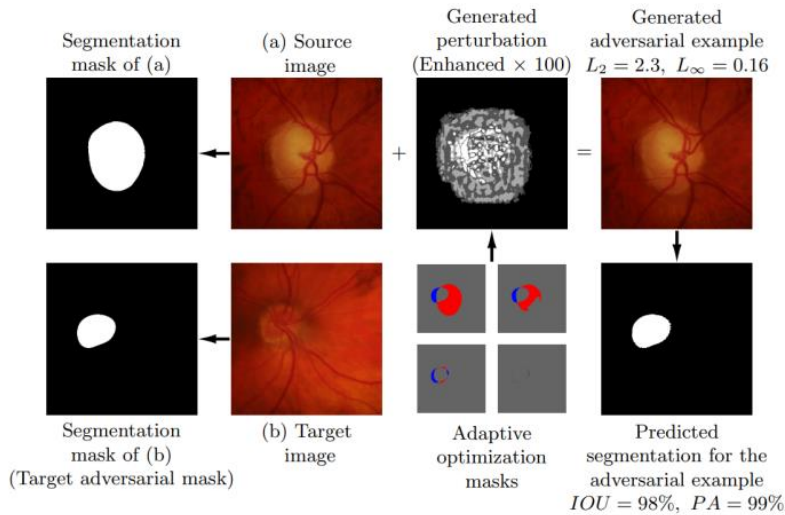 Segmentation
mask of (a)
(a) Source
image
Generated
perturbation
(Enhanced × 100)
Generated
adversarial example
L₂ = 2.3, L∞ = 0.16
+
=
Segmentation
mask of (b)
(Target adversarial mask)
(b) Target
image
Adaptive
optimization
masks
Predicted
segmentation for the
adversarial example
IOU = 98%, PA = 99%